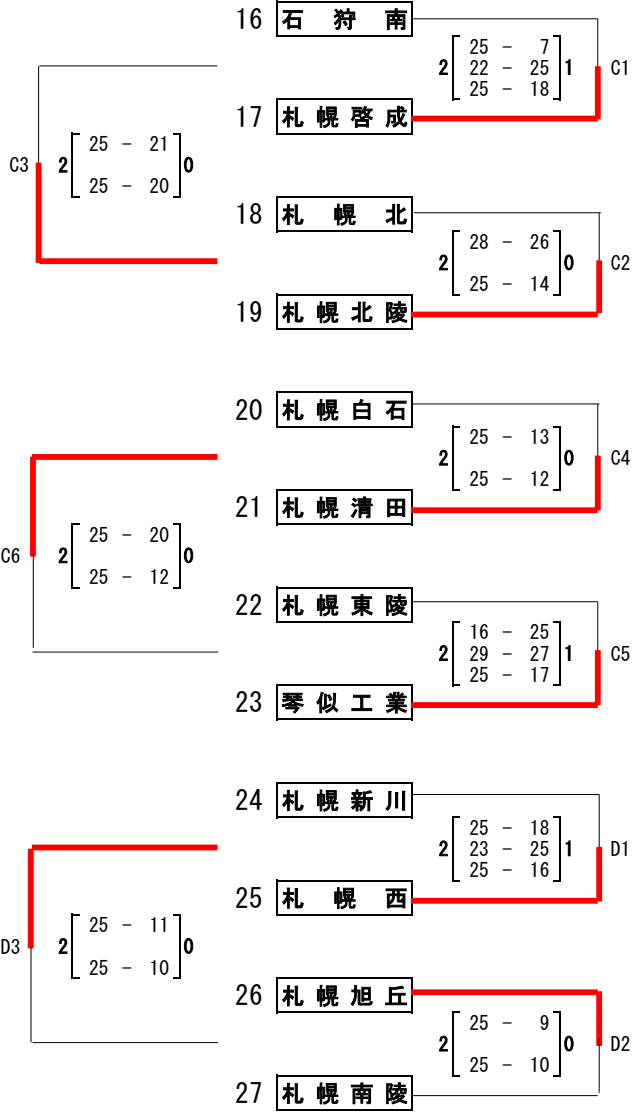 16 石狩南
2 25 - 7 1 C1
22 - 25
25 - 18
17 札幌啓成
C3 2 25 - 21 0
25 - 20
18 札幌北
2 28 - 26 0 C2
25 - 14
19 札幌北陵
20 札幌白石
2 25 - 13 0 C4
25 - 12
21 札幌清田
C6 2 25 - 20 0
25 - 12
22 札幌東陵
2 16 - 25 1 C5
29 - 27
25 - 17
23 琴似工業
24 札幌新川
2 25 - 18 1 D1
23 - 25
25 - 16
25 札幌西
D3 2 25 - 11 0
25 - 10
26 札幌旭丘
2 25 - 9 0 D2
25 - 10
27 札幌南陵